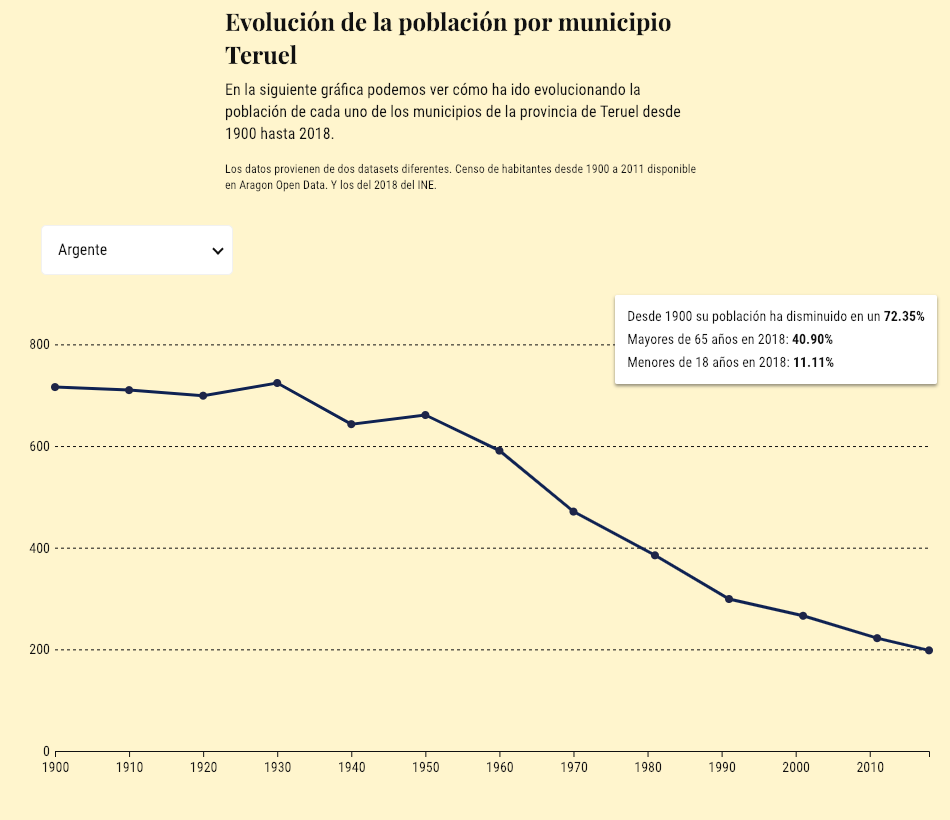 Evolución de la población por municipio
Teruel
En la siguiente gráfica podemos ver cómo ha ido evolucionando la
población de cada uno de los municipios de la provincia de Teruel desde
1900 hasta 2018.
Los datos provienen de dos datasets diferentes. Censo de habitantes desde 1900 a 2011 disponible
en Aragon Open Data. Y los del 2018 del INE.
Argente
Desde 1900 su población ha disminuido en un 72.35%
Mayores de 65 años en 2018: 40.90%
Menores de 18 años en 2018: 11.11%
800
600
400
200
0
1900 1910 1920 1930 1940 1950 1960 1970 1980 1990 2000 2010